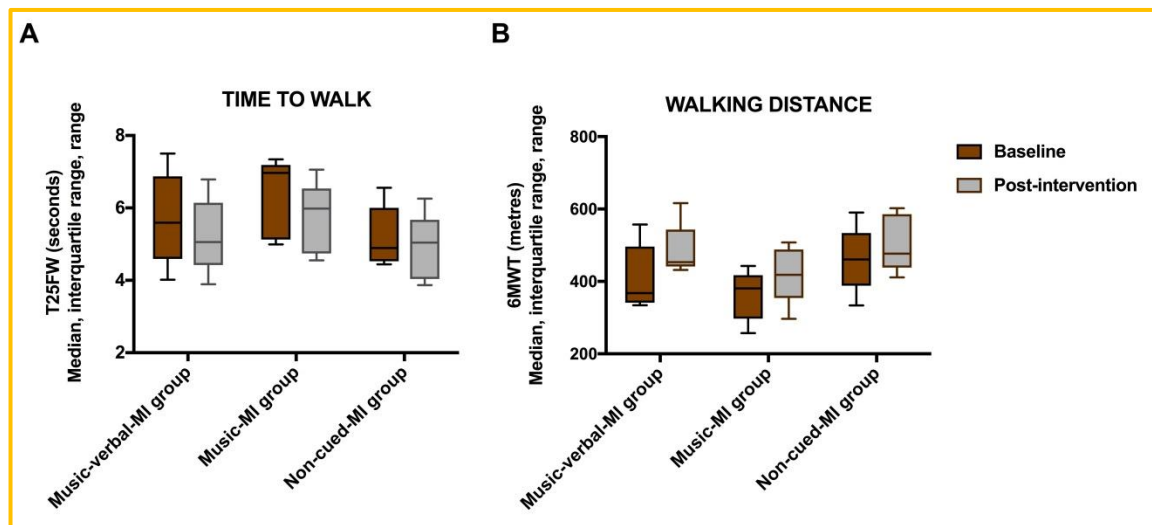 A
TIME TO WALK
T25FW (seconds)
Median, interquartile range, range
8
6
4
2
Music-verbal-MI group
Music-MI group
Non-cued-MI group
B
WALKING DISTANCE
6MWT (metres)
Median, interquartile range, range
800
600
400
200
Music-verbal-MI group
Music-MI group
Non-cued-MI group
Baseline
Post-intervention